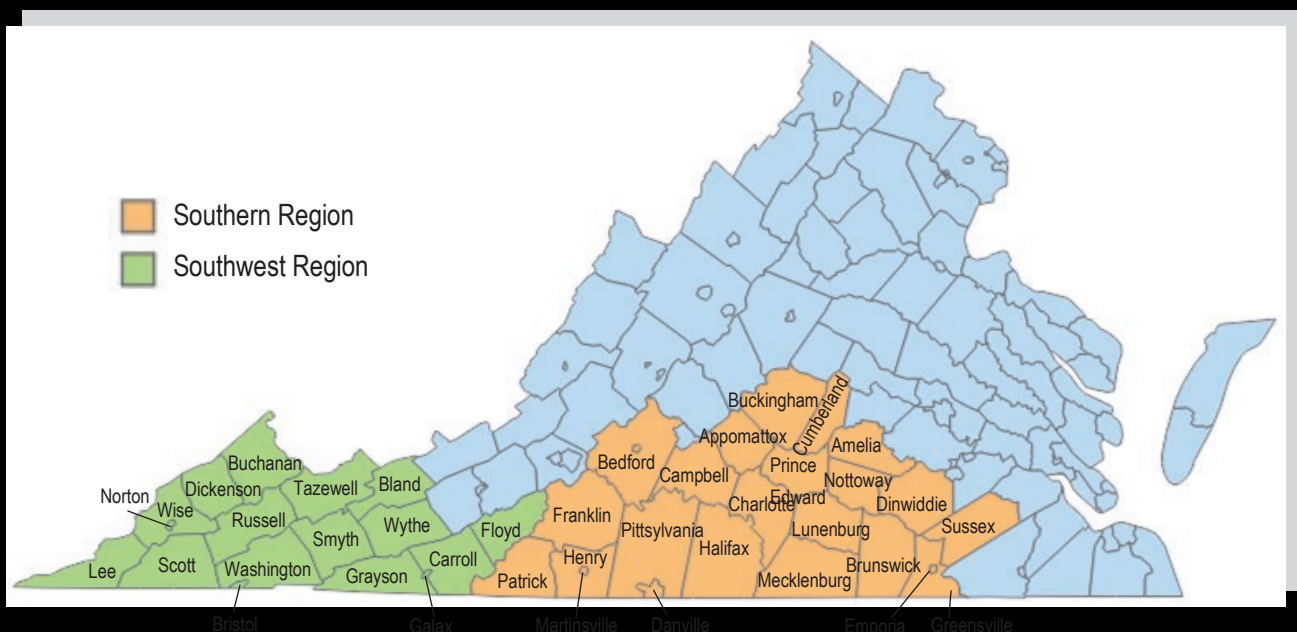 Southern Region
Southwest Region
Cumberland
Buckingham
Appomattox
Amelia
Buchanan
Bedford
Prince
Campbell
Nottoway
Bland
Tazewell
Dickenson
Norton
Edward
Charlotte
Dinwiddie
Wise
Franklin
Russell
Wythe
Floyd
Pittsylvania
Lunenburg
Sussex
Smyth
Halifax
Carroll
Henry
Scott
Lee
Washington
Grayson
Brunswick
Patrick
Mecklenburg
Bristol
Galax
Martinsville
Danville
Emporia
Greensville